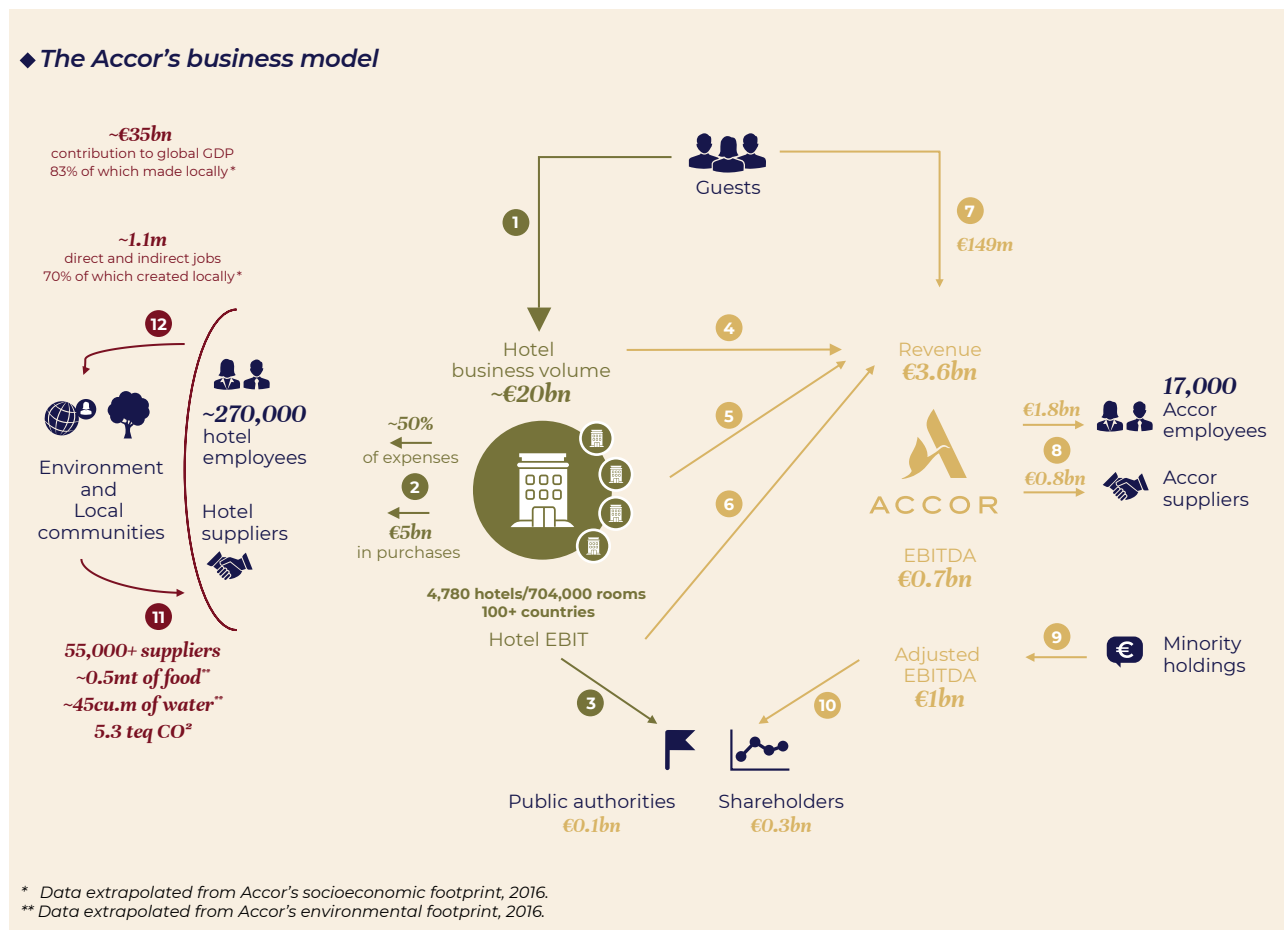 ◆ The Accor's business model
~€35bn
contribution to global GDP
83% of which made locally*
~1.1m
direct and indirect jobs
70% of which created locally*
12
Environment
and
Local
communities
~270,000
hotel
employees
Hotel
suppliers
11
55,000+ suppliers
~0.5mt of food**
~45cu.m of water**
5.3 teq CO²
Guests
1
7
€149m
Hotel
business volume
~€20bn
~50%
of expenses
2
€5bn
in purchases
4,780 hotels/704,000 rooms
100+ countries
Hotel EBIT
3
4
5
6
Revenue
€3.6bn
ACCOR
EBITDA
€0.7bn
Adjusted
EBITDA
€1bn
€1.8bn
8
€0.8bn
17,000
Accor
employees
Accor
suppliers
9
Minority
holdings
€
10
Public authorities
€0.1bn
Shareholders
€0.3bn
* Data extrapolated from Accor's socioeconomic footprint, 2016.
** Data extrapolated from Accor's environmental footprint, 2016.